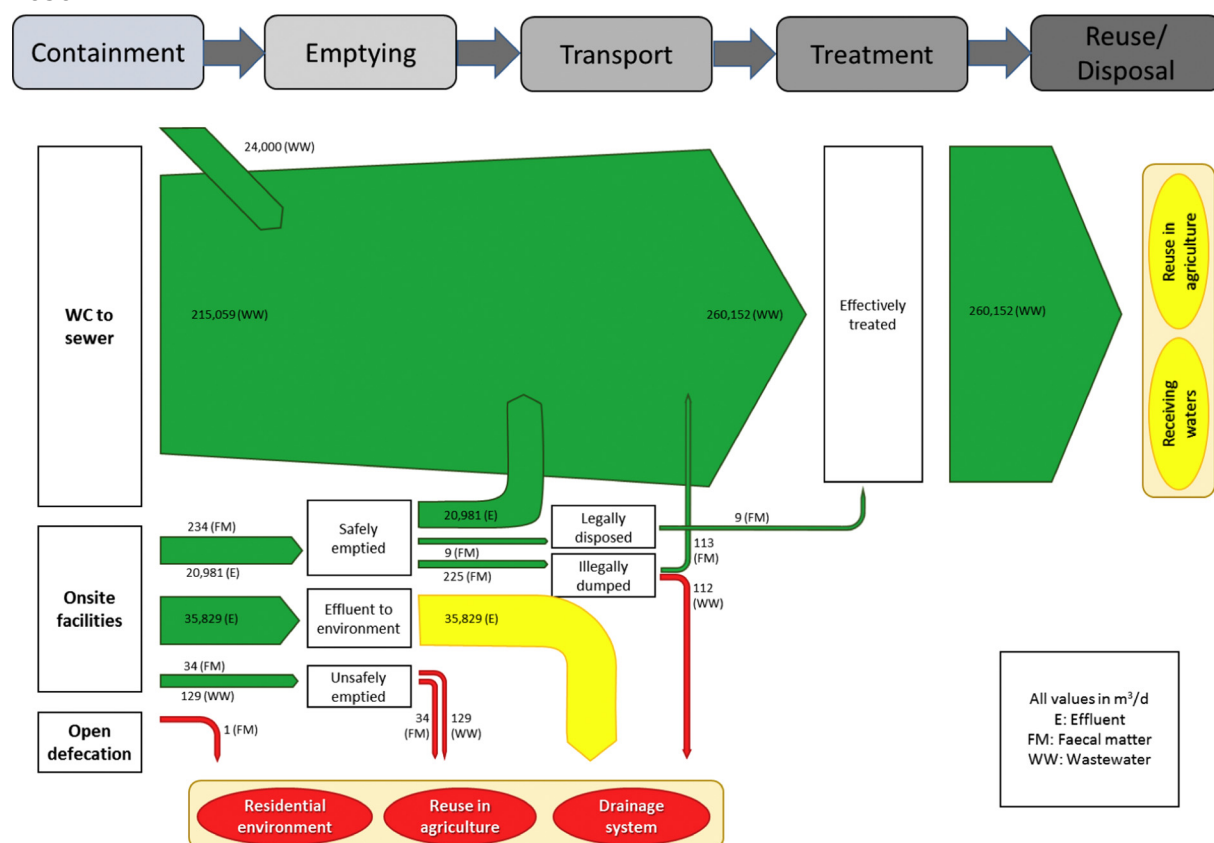 Containment
Emptying
Transport
Treatment
Reuse/
Disposal
24,000 (WW)
WC to
sewer
215,059 (WW)
260,152 (WW)
Effectively
treated
260,152 (WW)
Reuse in
agriculture
Receiving
waters
Onsite
facilities
234 (FM)
20,981 (E)
Safely
emptied
20,981 (E)
9 (FM)
225 (FM)
Legally
disposed
9 (FM)
Illegally
dumped
113
(FM)
112
(WW)
35,829 (E)
Effluent to
environment
35,829 (E)
34 (FM)
129 (WW)
Unsafely
emptied
34
(FM)
129
(WW)
Open
defecation
1 (FM)
Residential
environment
Reuse in
agriculture
Drainage
system
All values in m³/d
E: Effluent
FM: Faecal matter
WW: Wastewater